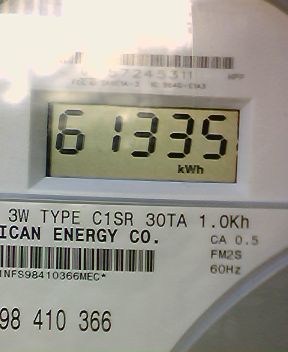 57245311
61335
kWh
3W TYPE C1SR 30TA 1.0Kh
ICAN ENERGY CO.
CA 0.5
FM2S
60Hz
INFS98410366MEC*
98 410 366